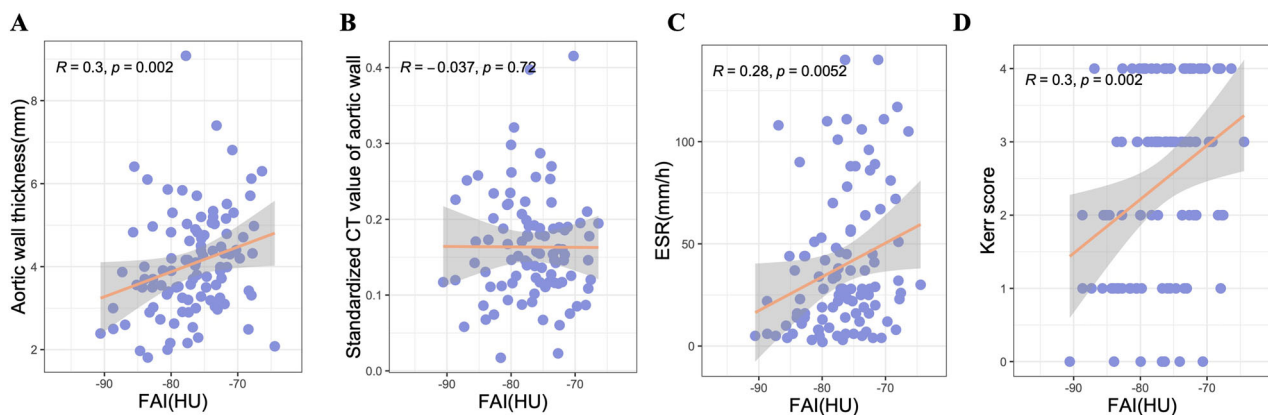 A
R = 0.3, p = 0.002
Aortic wall thickness(mm)
8
6
4
2
-90 -80 -70
FAI(HU)
B
R = −0.037, p = 0.72
Standardized CT value of aortic wall
0.4
0.3
0.2
0.1
0.0
-90 -80 -70
FAI(HU)
C
R = 0.28, p = 0.0052
ESR(mm/h)
100
50
0
-90 -80 -70
FAI(HU)
D
R = 0.3, p = 0.002
Kerr score
4
3
2
1
0
-90 -80 -70
FAI(HU)